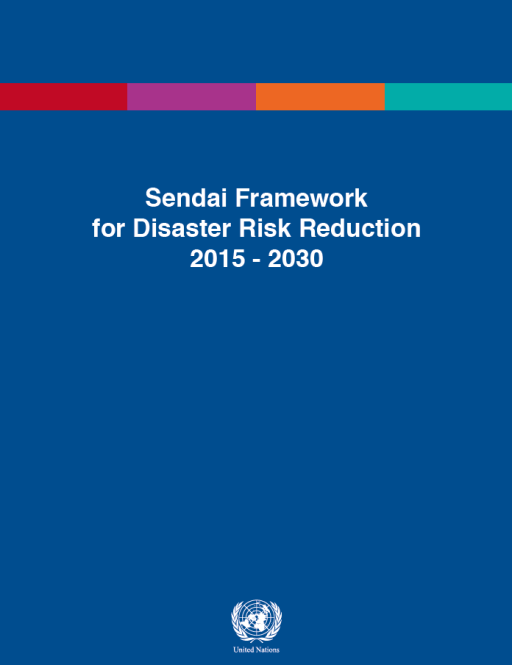 Sendai Framework
for Disaster Risk Reduction
2015 - 2030
United Nations